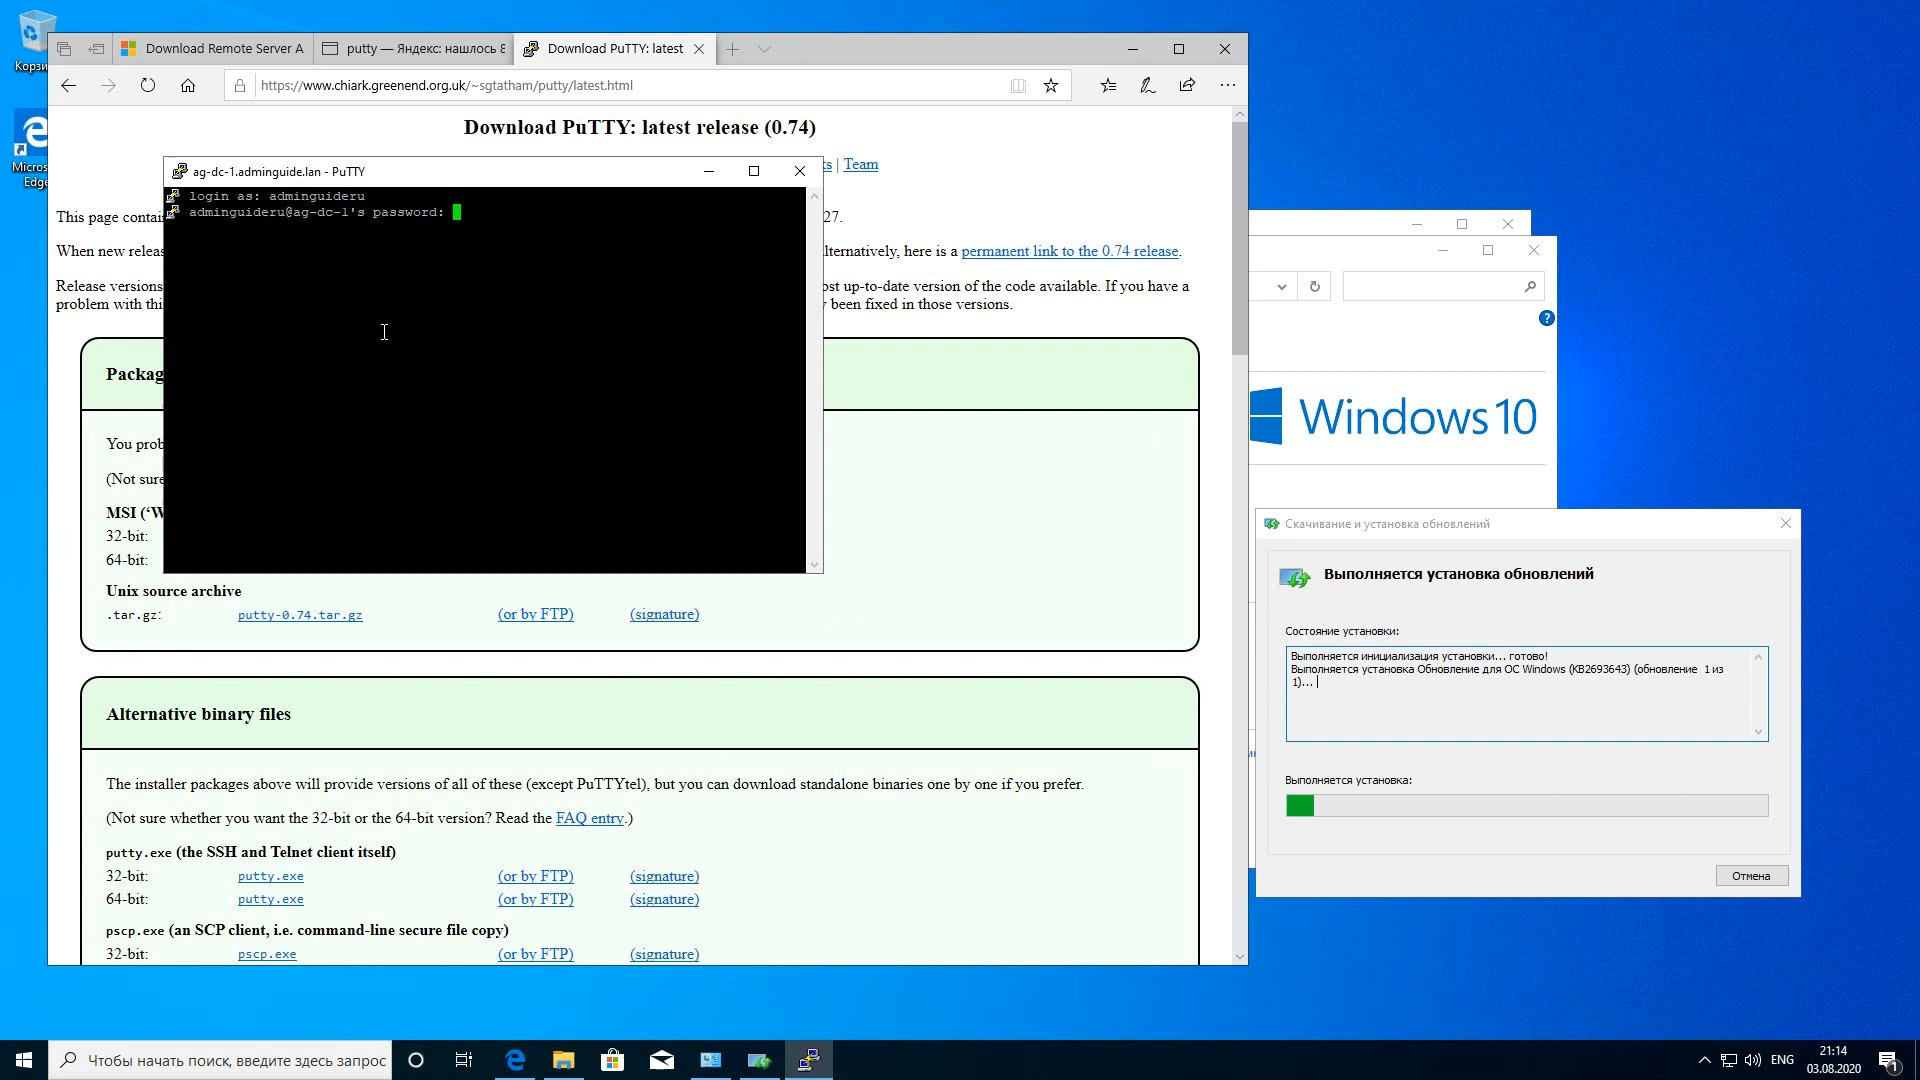 Корзи
Micros
Edge
Download Remote Server A
putty — Яндекс: нашлось 8
Download PuTTY: latest
https://www.chiark.greenend.org.uk/~sgtatham/putty/latest.html
Download PuTTY: latest release (0.74)
| Team
This page contai
27.
When new relea
lternatively, here is a permanent link to the 0.74 release.
Release versions
ost up-to-date version of the code available. If you have a
problem with thi
been fixed in those versions.
ag-dc-1.adminguide.lan - PuTTY
login as: adminguideru
adminguideru@ag-dc-1's password:
Packag
You prob
(Not sure
MSI (‘W
32-bit:
64-bit:
Unix source archive
.tar.gz: putty-0.74.tar.gz (or by FTP) (signature)
Alternative binary files
The installer packages above will provide versions of all of these (except PuTTYtel), but you can download standalone binaries one by one if you prefer.
(Not sure whether you want the 32-bit or the 64-bit version? Read the FAQ entry.)
putty.exe (the SSH and Telnet client itself)
32-bit: putty.exe (or by FTP) (signature)
64-bit: putty.exe (or by FTP) (signature)
pscp.exe (an SCP client, i.e. command-line secure file copy)
32-bit: pscp.exe (or by FTP) (signature)
Windows 10
Скачивание и установка обновлений
Выполняется установка обновлений
Состояние установки:
Выполняется инициализация установки... готово!
Выполняется установка Обновление для ОС Windows (KB2693643) (обновление 1 из
1)...
Выполняется установка:
Отмена
Чтобы начать поиск, введите здесь запрос
ENG
21:14
03.08.2020
1